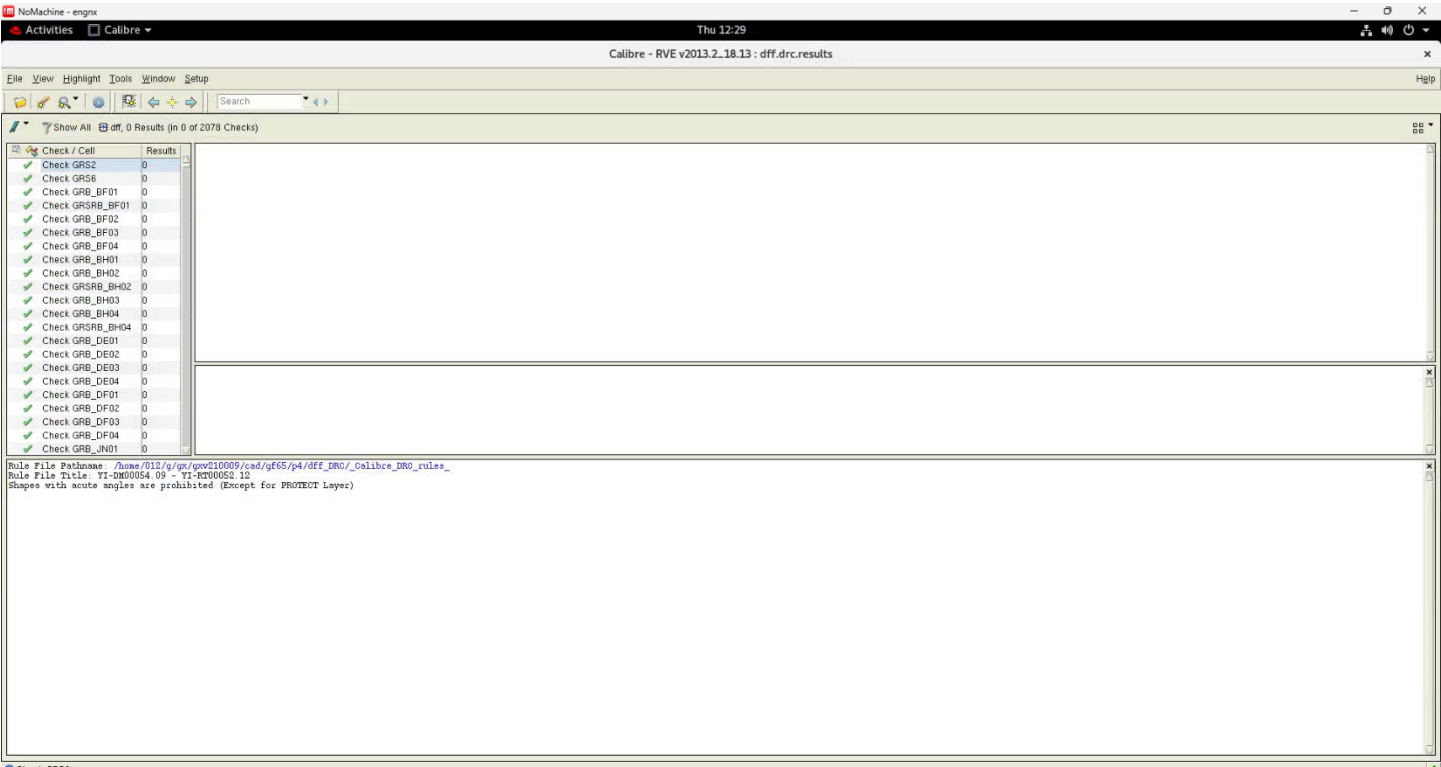 NoMachine - engnx
Activities Calibre Thu 12:29
Calibre - RVE v2013.2_18.13 : dff.drc.results
File View Highlight Tools Window Setup Help
Search
Show All dff, 0 Results (in 0 of 2078 Checks)
Check / Cell Results
Check GRS2 0
Check GRS6 0
Check GRB_BF01 0
Check GRSRB_BF01 0
Check GRB_BF02 0
Check GRB_BF03 0
Check GRB_BF04 0
Check GRB_BH01 0
Check GRB_BH02 0
Check GRSRB_BH02 0
Check GRB_BH03 0
Check GRB_BH04 0
Check GRSRB_BH04 0
Check GRB_DE01 0
Check GRB_DE02 0
Check GRB_DE03 0
Check GRB_DE04 0
Check GRB_DF01 0
Check GRB_DF02 0
Check GRB_DF03 0
Check GRB_DF04 0
Check GRB_JN01 0
Rule File Pathname: /home/012/g/gx/gxv210009/cad/gf65/p4/dff_DRC/_Calibre_DRC_rules_
Rule File Title: YI-DM00054.09 - YI-RT00052.12
Shapes with acute angles are prohibited (Except for PROTECT Layer)